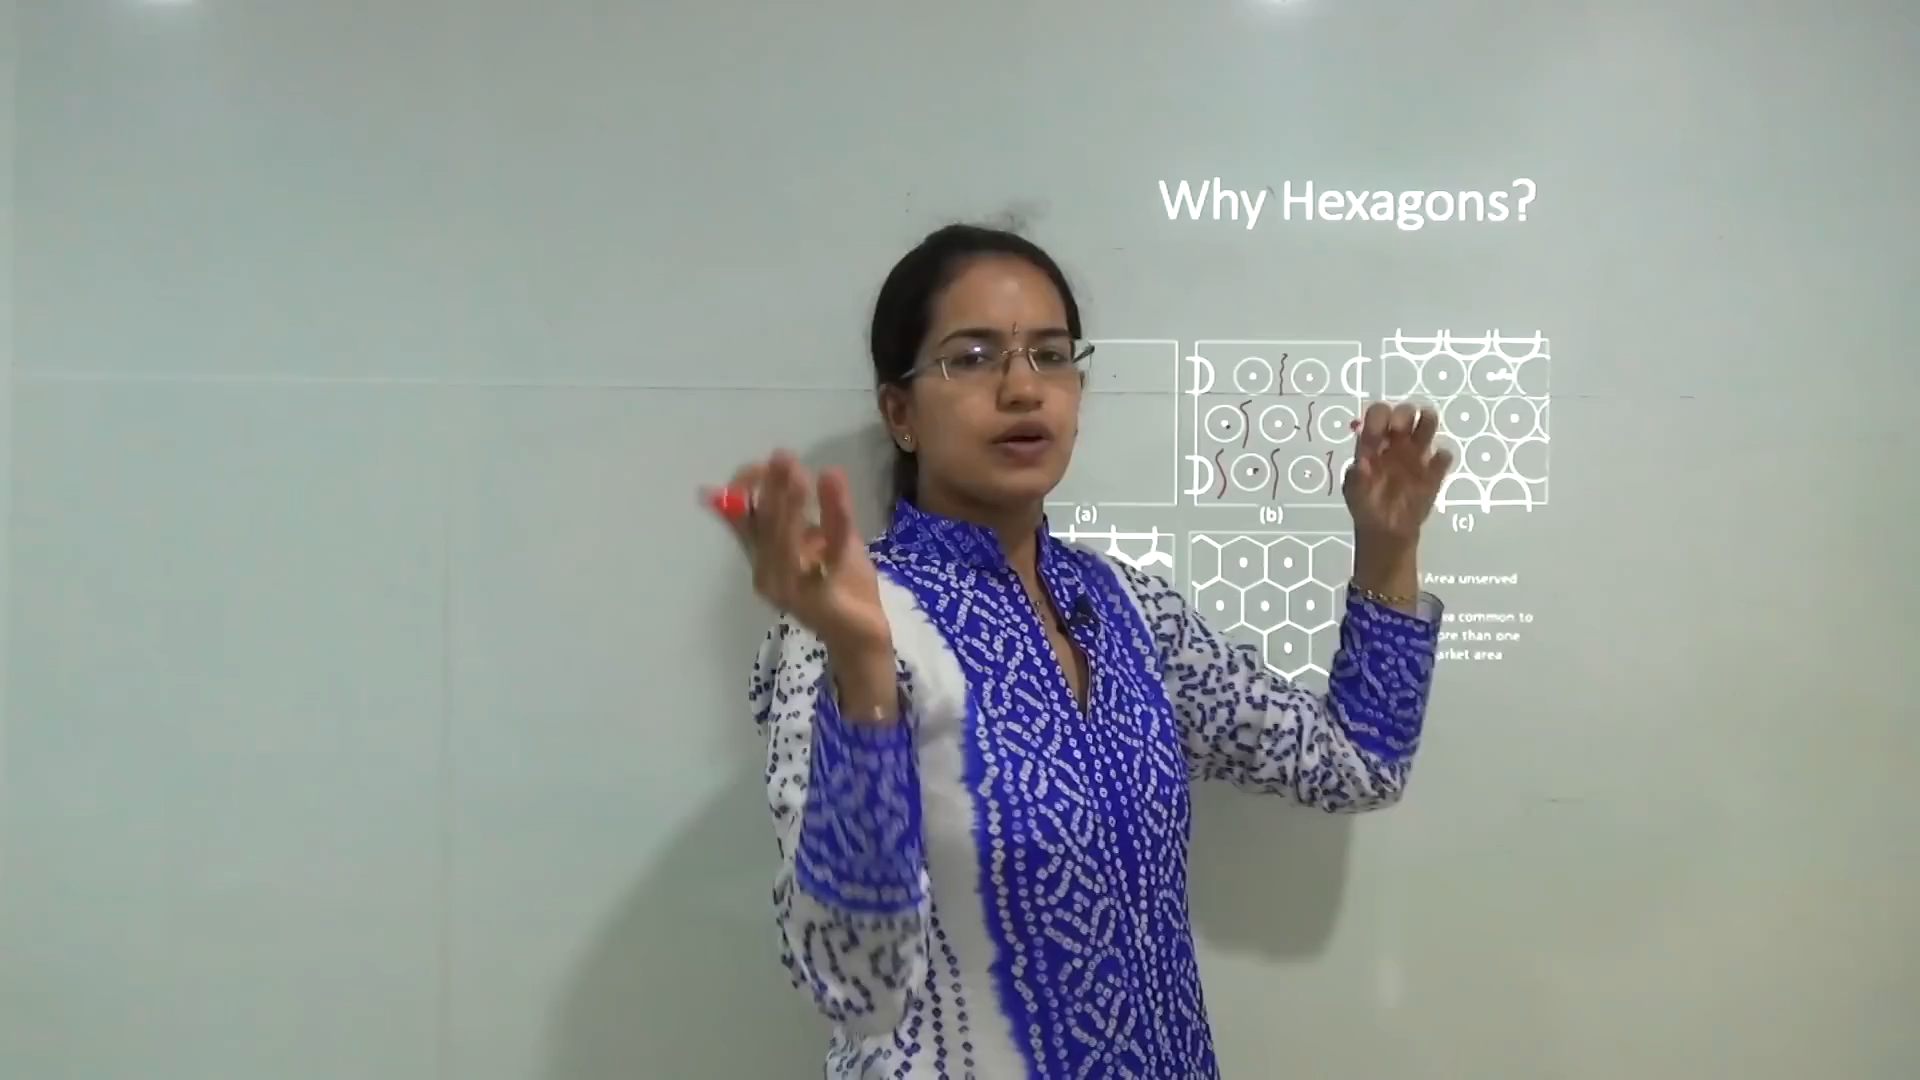 Why Hexagons?
(a)
(b)
(c)
Area unserved
common to
than one
area